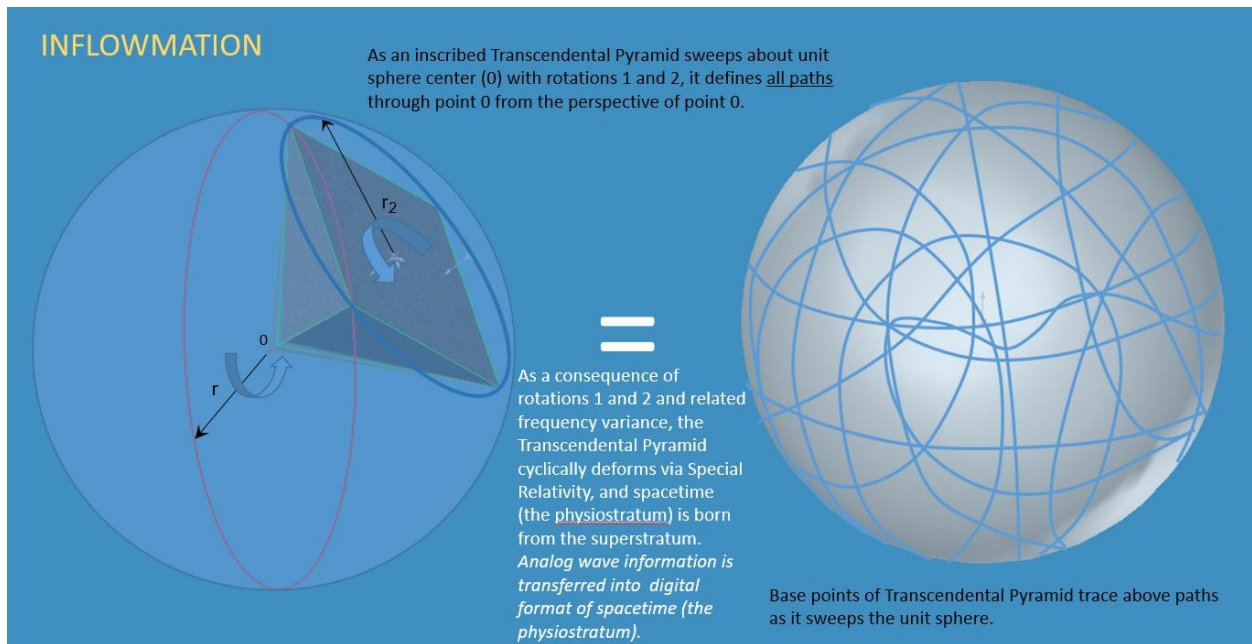 INFLOWMATION
As an inscribed Transcendental Pyramid sweeps about unit
sphere center (0) with rotations 1 and 2, it defines all paths
through point 0 from the perspective of point 0.
r2
0
r
As a consequence of
rotations 1 and 2 and related
frequency variance, the
Transcendental Pyramid
cyclically deforms via Special
Relativity, and spacetime
(the physiostratum) is born
from the superstratum.
Analog wave information is
transferred into digital
format of spacetime (the
physiostratum).
Base points of Transcendental Pyramid trace above paths
as it sweeps the unit sphere.